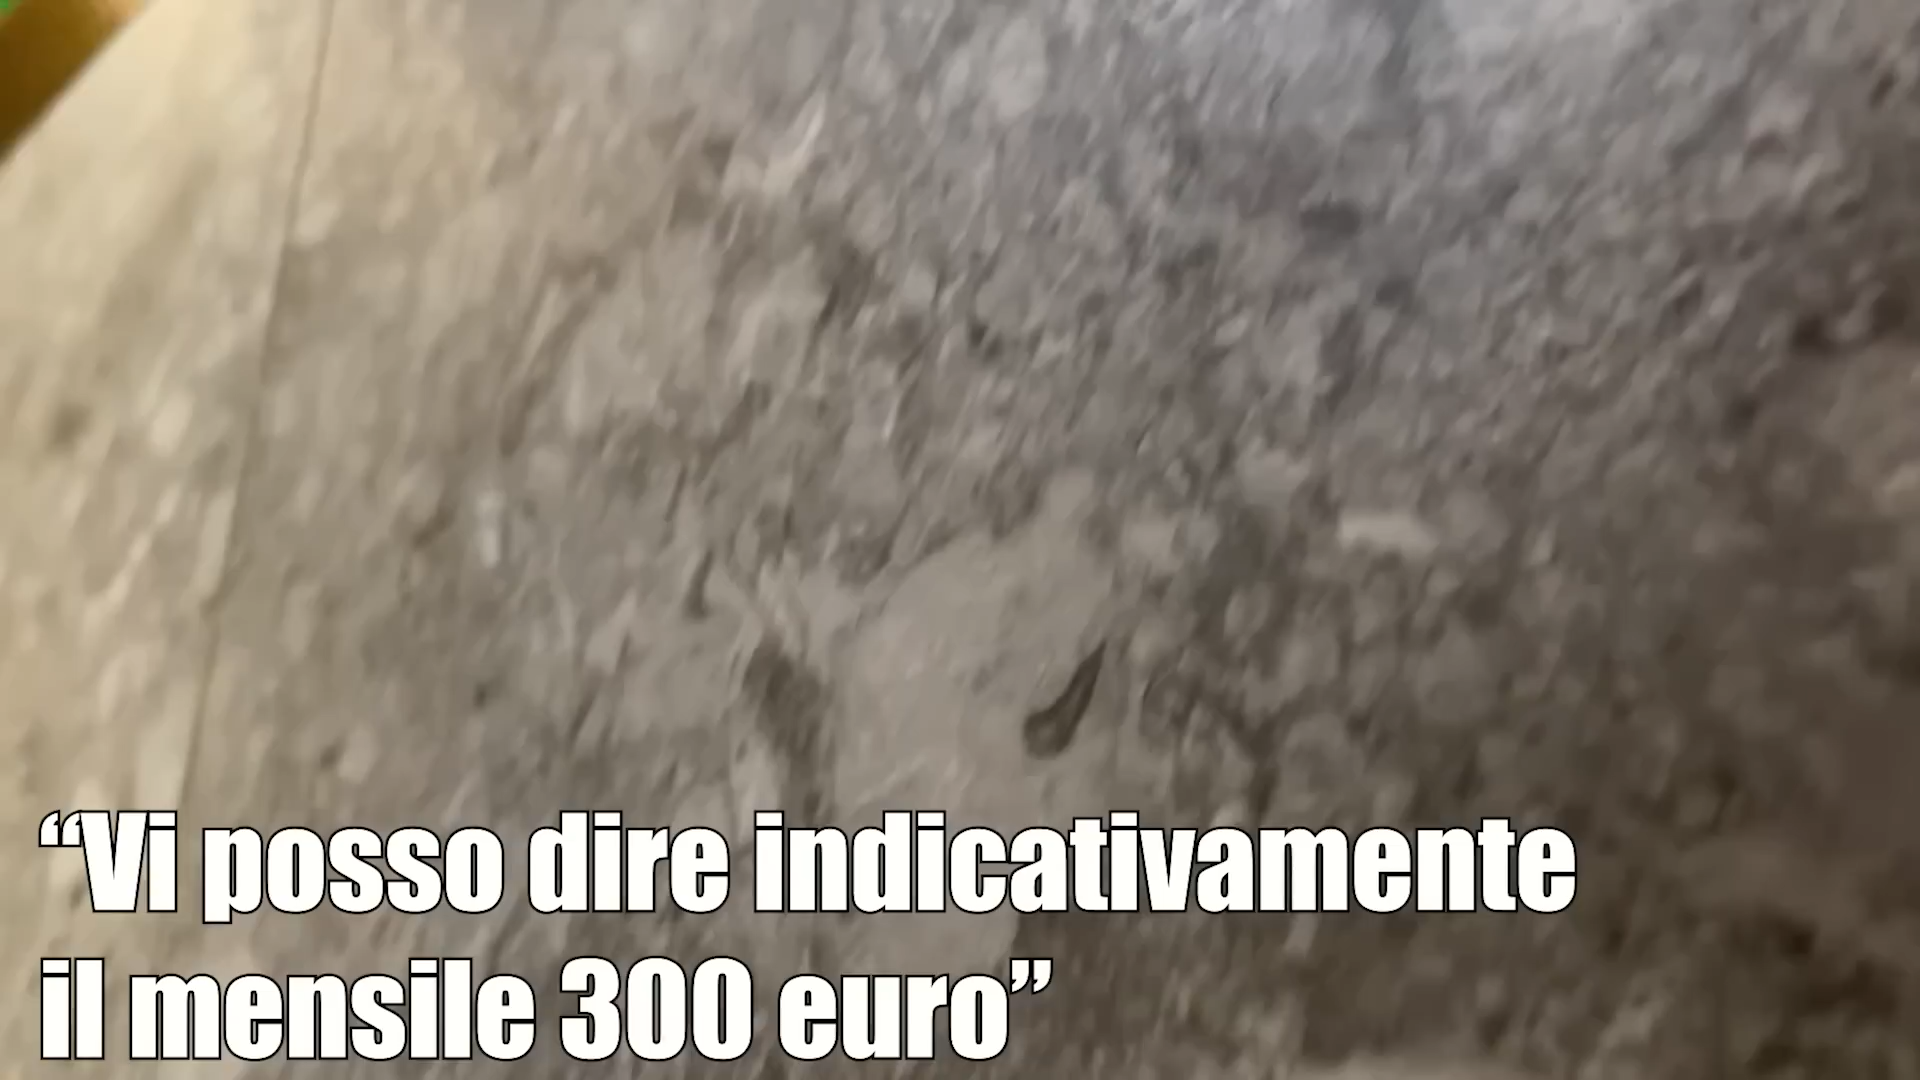 “Vi posso dire indicativamente
il mensile 300 euro”